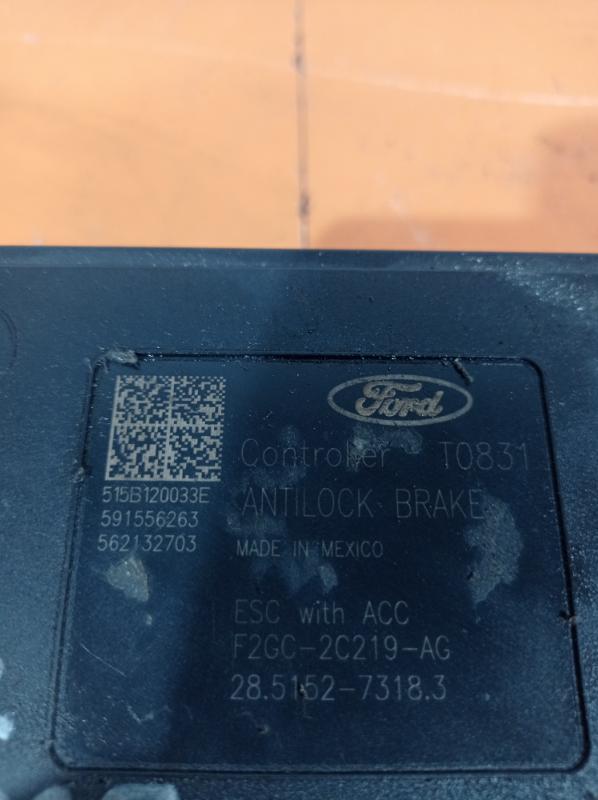 Ford
Controller T0831
ANTILOCK BRAKE
MADE IN MEXICO
515B120033E
591556263
562132703
ESC with ACC
F2GC-2C219-AG
28.5152-7318.3